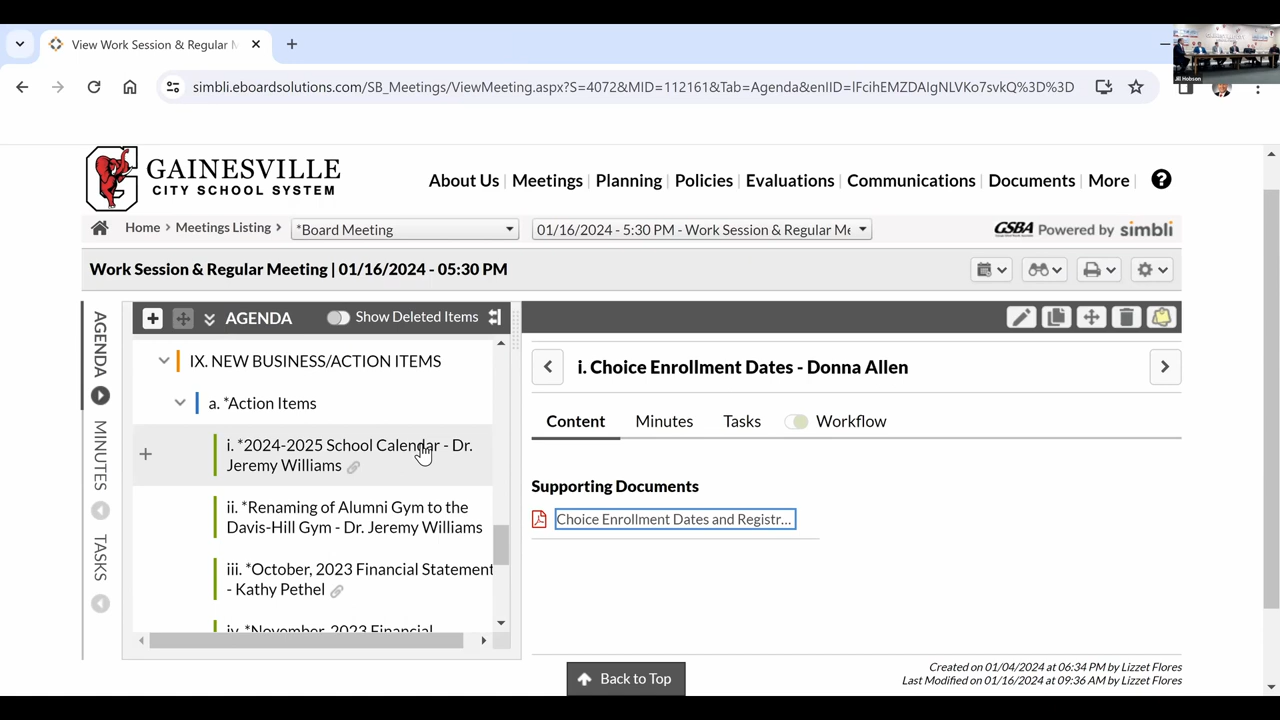 View Work Session & Regular M
simbli.eboardsolutions.com/SB_Meetings/ViewMeeting.aspx?S=4072&MID=112161&Tab=Agenda&enIID=lFcihEMZDAIgNLVKo7svkQ%3D%3D
Jill Hobson
GAINESVILLE
CITY SCHOOL SYSTEM
About Us Meetings Planning Policies Evaluations Communications Documents More
Home Meetings Listing *Board Meeting 01/16/2024 - 5:30 PM - Work Session & Regular Me GSBA Powered by simbli
Work Session & Regular Meeting | 01/16/2024 - 05:30 PM
AGENDA
MINUTES
TASKS
AGENDA Show Deleted Items
IX. NEW BUSINESS/ACTION ITEMS
a. *Action Items
i. *2024-2025 School Calendar - Dr.
Jeremy Williams
ii. *Renaming of Alumni Gym to the
Davis-Hill Gym - Dr. Jeremy Williams
iii. *October, 2023 Financial Statement
- Kathy Pethel
iv. *November, 2023 Financial
i. Choice Enrollment Dates - Donna Allen
Content Minutes Tasks Workflow
Supporting Documents
Choice Enrollment Dates and Registr...
Created on 01/04/2024 at 06:34 PM by Lizzet Flores
Last Modified on 01/16/2024 at 09:36 AM by Lizzet Flores
Back to Top